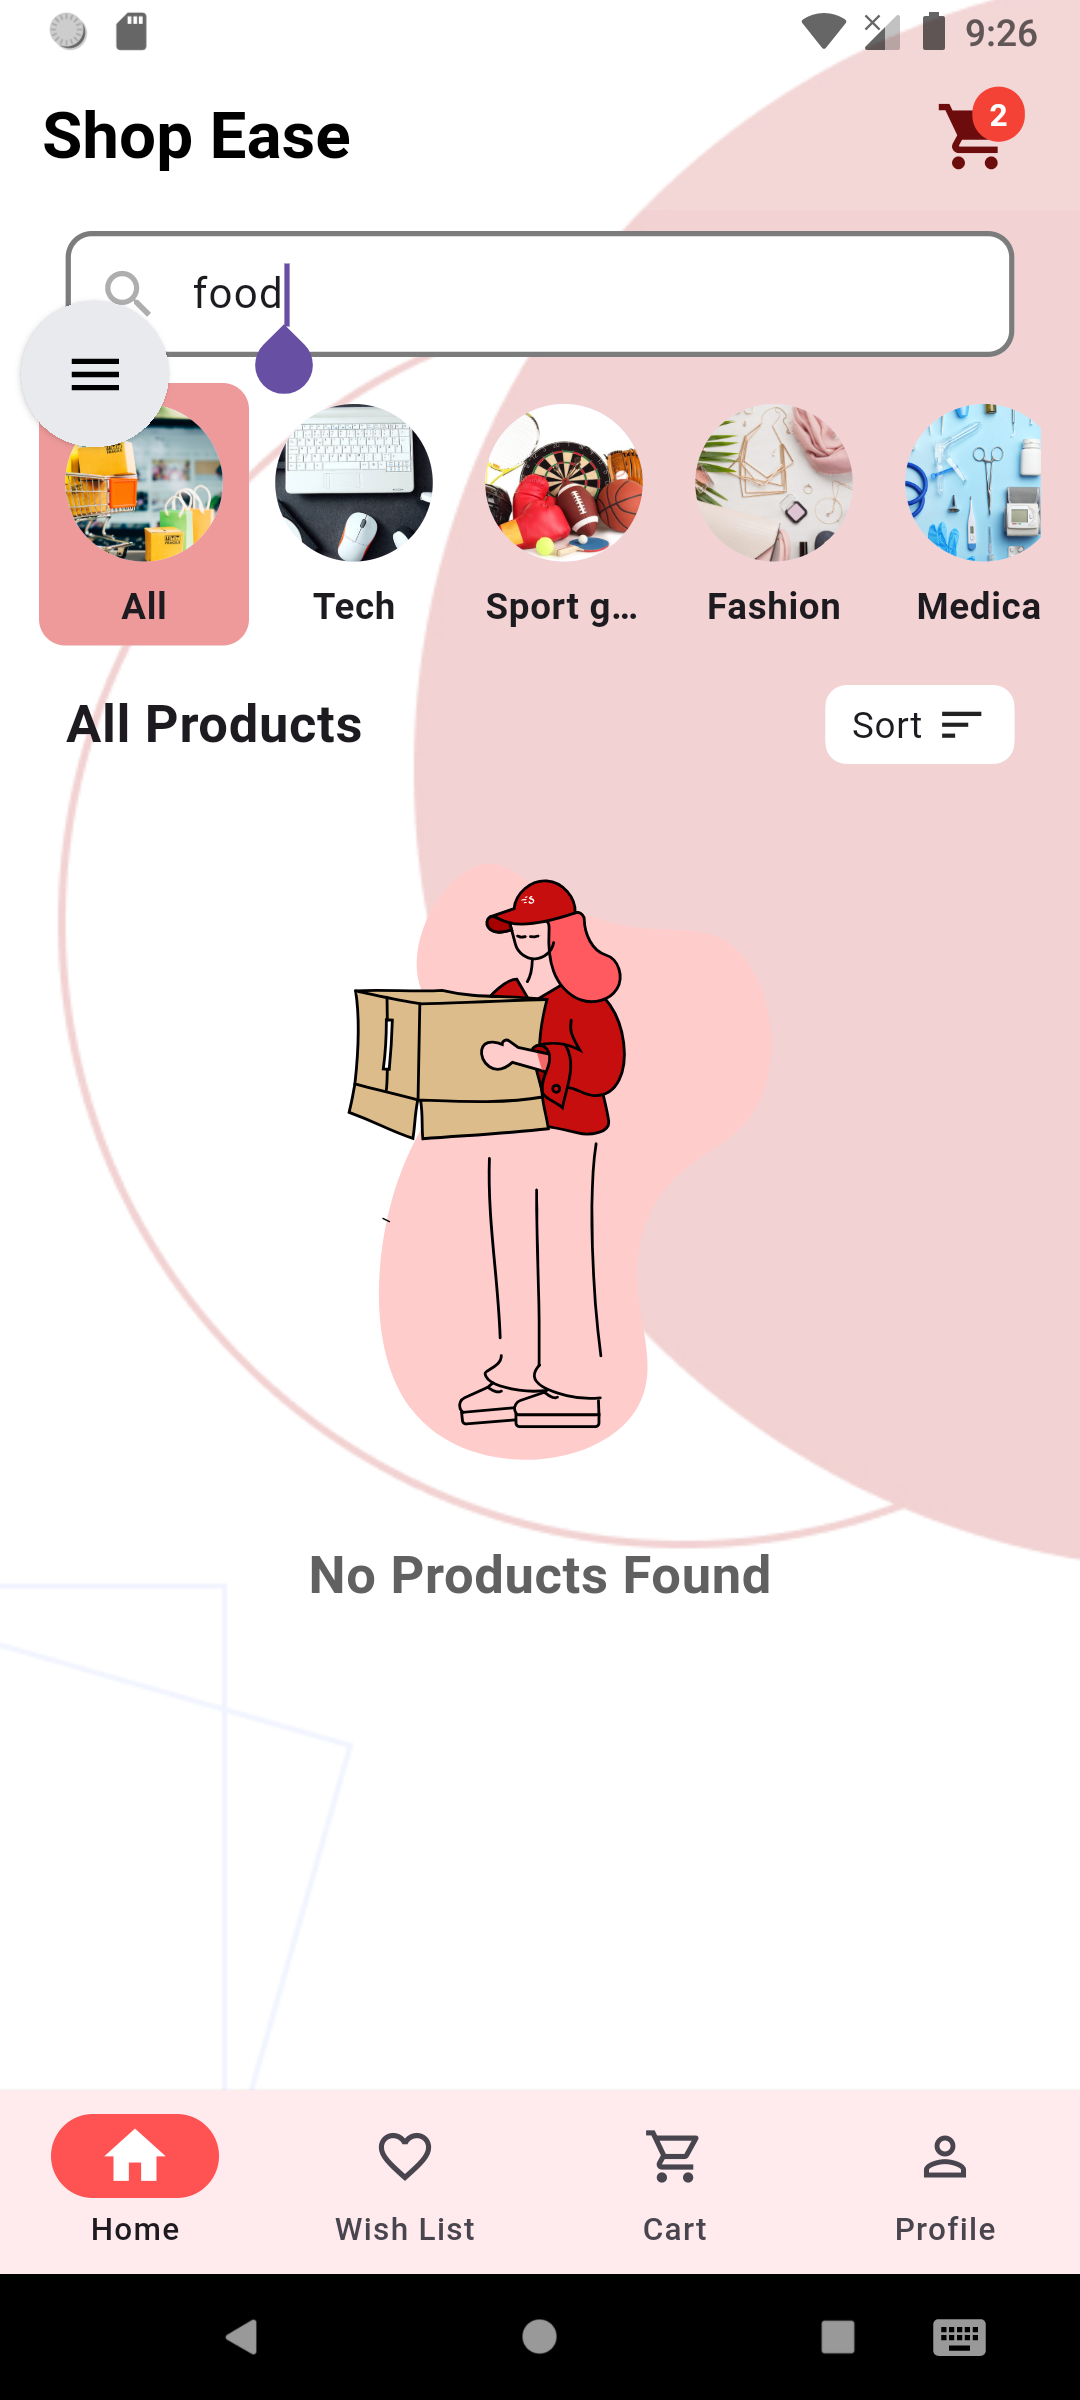 9:26
Shop Ease
2
food
All
Tech
Sport g...
Fashion
Medica
All Products
Sort
No Products Found
Home
Wish List
Cart
Profile